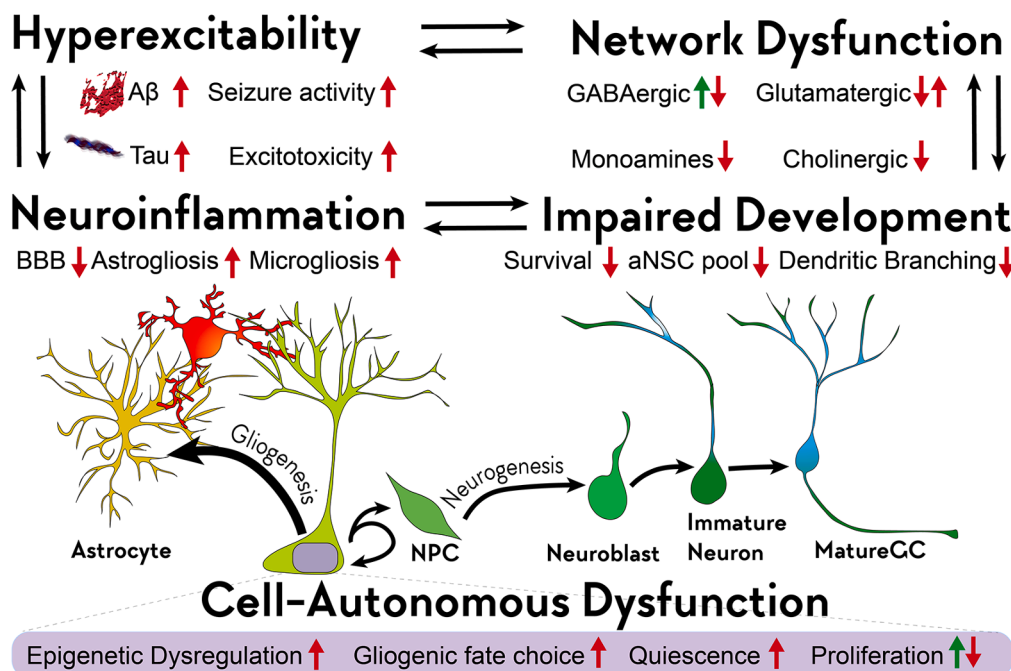 Hyperexcitability
Network Dysfunction
Aβ Seizure activity
GABAergic Glutamatergic
Tau Excitotoxicity
Monoamines Cholinergic
Neuroinflammation
Impaired Development
BBB Astrogliosis Microgliosis
Survival aNSC pool Dendritic Branching
Gliogenesis
Neurogenesis
Astrocyte
NPC
Neuroblast
Immature
Neuron
MatureGC
Cell-Autonomous Dysfunction
Epigenetic Dysregulation Gliogenic fate choice Quiescence Proliferation